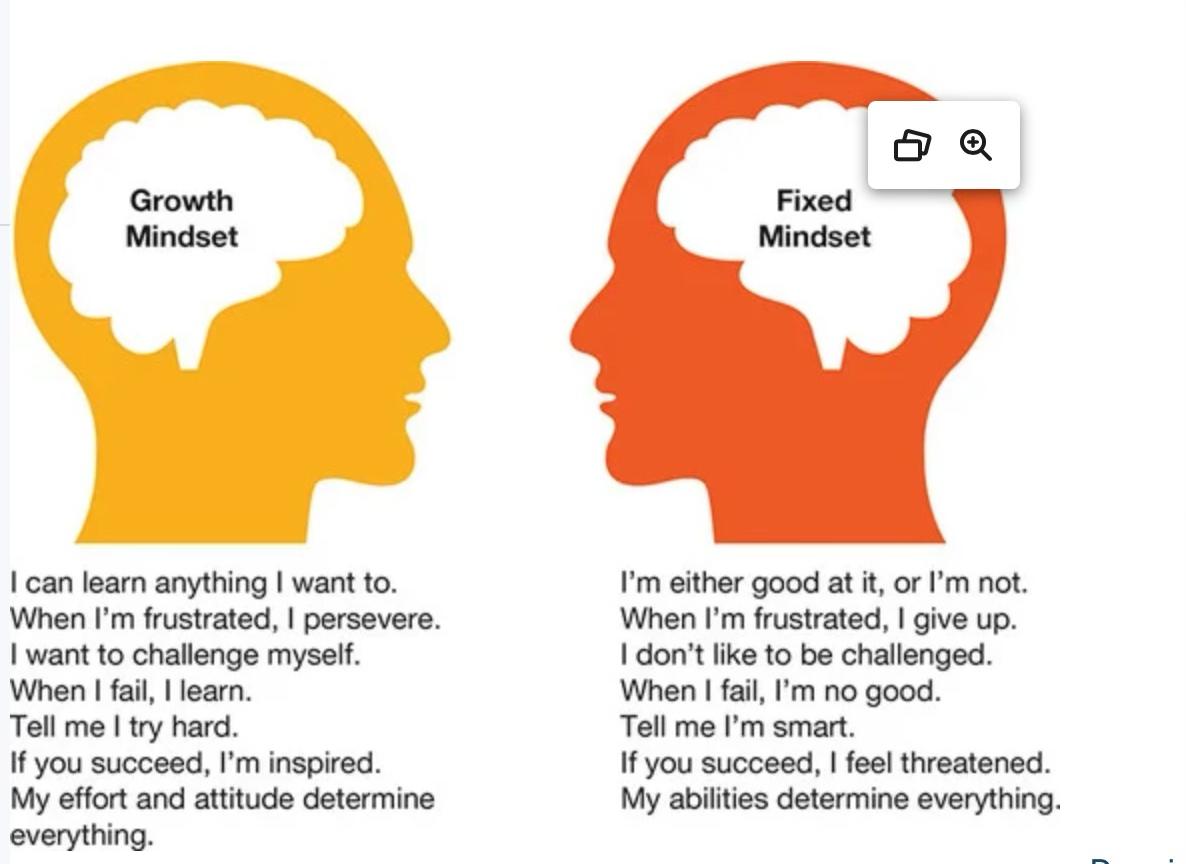 Growth
Mindset
Fixed
Mindset
I can learn anything I want to.
When I’m frustrated, I persevere.
I want to challenge myself.
When I fail, I learn.
Tell me I try hard.
If you succeed, I’m inspired.
My effort and attitude determine
everything.
I’m either good at it, or I’m not.
When I’m frustrated, I give up.
I don’t like to be challenged.
When I fail, I’m no good.
Tell me I’m smart.
If you succeed, I feel threatened.
My abilities determine everything.